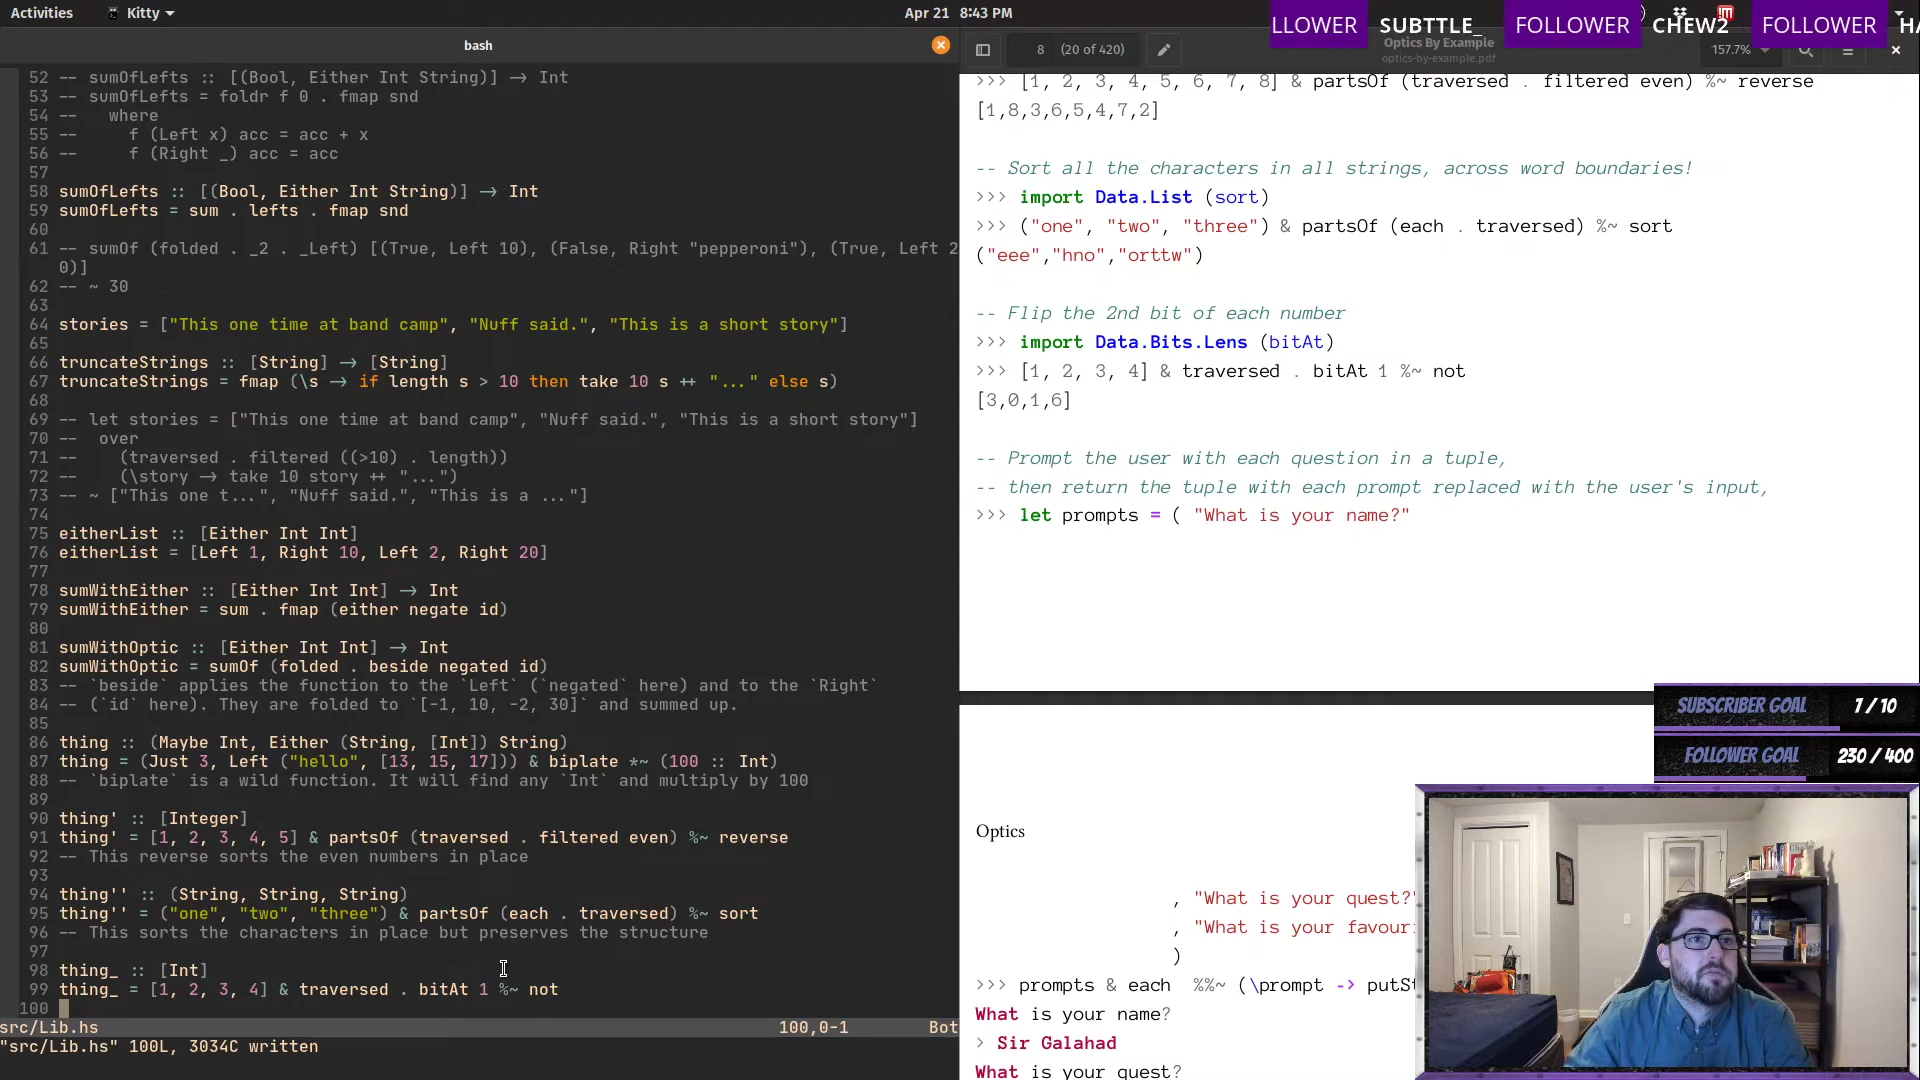 Activities
Kitty
Apr 21 8:43 PM
LLOWER SUBTTLE_ FOLLOWER CHEW2 FOLLOWER HA
bash
52 -- sumOfLefts :: [(Bool, Either Int String)] → Int
53 -- sumOfLefts = foldr f 0 . fmap snd
54 --   where
55 --     f (Left x) acc = acc + x
56 --     f (Right _) acc = acc
57
58 sumOfLefts :: [(Bool, Either Int String)] → Int
59 sumOfLefts = sum . lefts . fmap snd
60
61 -- sumOf (folded . _2 . _Left) [(True, Left 10), (False, Right "pepperoni"), (True, Left 2
0)]
62 -- ~ 30
63
64 stories = ["This one time at band camp", "Nuff said.", "This is a short story"]
65
66 truncateStrings :: [String] → [String]
67 truncateStrings = fmap (\s → if length s > 10 then take 10 s ++ "..." else s)
68
69 -- let stories = ["This one time at band camp", "Nuff said.", "This is a short story"]
70 --  over
71 --    (traversed . filtered ((>10) . length))
72 --    (\story → take 10 story ++ "...")
73 -- ~ ["This one t...", "Nuff said.", "This is a ..."]
74
75 eitherList :: [Either Int Int]
76 eitherList = [Left 1, Right 10, Left 2, Right 20]
77
78 sumWithEither :: [Either Int Int] → Int
79 sumWithEither = sum . fmap (either negate id)
80
81 sumWithOptic :: [Either Int Int] → Int
82 sumWithOptic = sumOf (folded . beside negated id)
83 -- `beside` applies the function to the `Left` (`negated` here) and to the `Right`
84 -- (`id` here). They are folded to `[-1, 10, -2, 30]` and summed up.
85
86 thing :: (Maybe Int, Either (String, [Int]) String)
87 thing = (Just 3, Left ("hello", [13, 15, 17])) & biplate *~ (100 :: Int)
88 -- `biplate` is a wild function. It will find any `Int` and multiply by 100
89
90 thing' :: [Integer]
91 thing' = [1, 2, 3, 4, 5] & partsOf (traversed . filtered even) %~ reverse
92 -- This reverse sorts the even numbers in place
93
94 thing'' :: (String, String, String)
95 thing'' = ("one", "two", "three") & partsOf (each . traversed) %~ sort
96 -- This sorts the characters in place but preserves the structure
97
98 thing_ :: [Int]
99 thing_ = [1, 2, 3, 4] & traversed . bitAt 1 %~ not
100
src/Lib.hs 100,0-1 Bot
"src/Lib.hs" 100L, 3034C written
8 (20 of 420)
Optics By Example
optics-by-example.pdf
157.7%
>>> [1, 2, 3, 4, 5, 6, 7, 8] & partsOf (traversed . filtered even) %~ reverse
[1,8,3,6,5,4,7,2]
-- Sort all the characters in all strings, across word boundaries!
>>> import Data.List (sort)
>>> ("one", "two", "three") & partsOf (each . traversed) %~ sort
("eee","hno","orttw")
-- Flip the 2nd bit of each number
>>> import Data.Bits.Lens (bitAt)
>>> [1, 2, 3, 4] & traversed . bitAt 1 %~ not
[3,0,1,6]
-- Prompt the user with each question in a tuple,
-- then return the tuple with each prompt replaced with the user's input,
>>> let prompts = ( "What is your name?"
Optics
, "What is your quest?"
, "What is your favour
)
>>> prompts & each %%~ (\prompt -> putSt
What is your name?
> Sir Galahad
What is your quest?
SUBSCRIBER GOAL 7 / 10
FOLLOWER GOAL 230 / 400